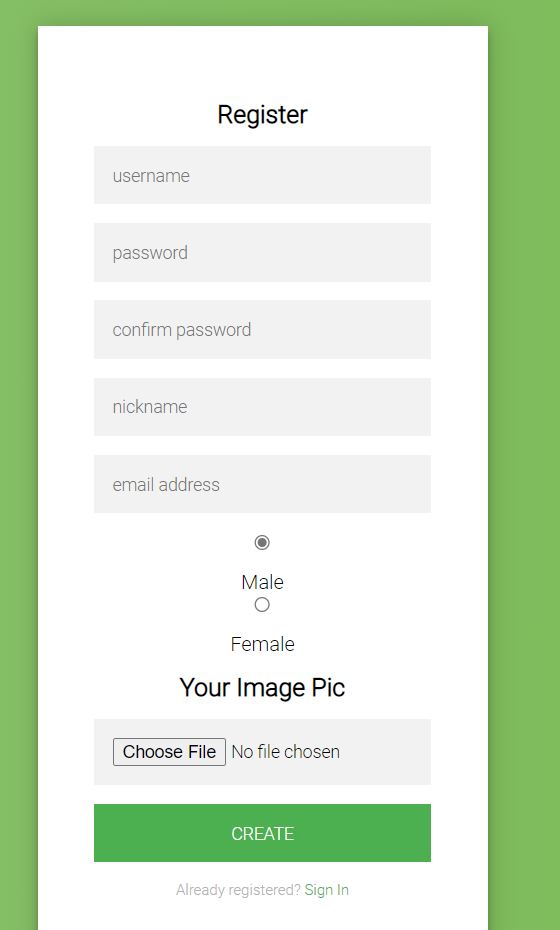 Register
username
password
confirm password
nickname
email address
Male
Female
Your Image Pic
Choose File No file chosen
CREATE
Already registered? Sign In